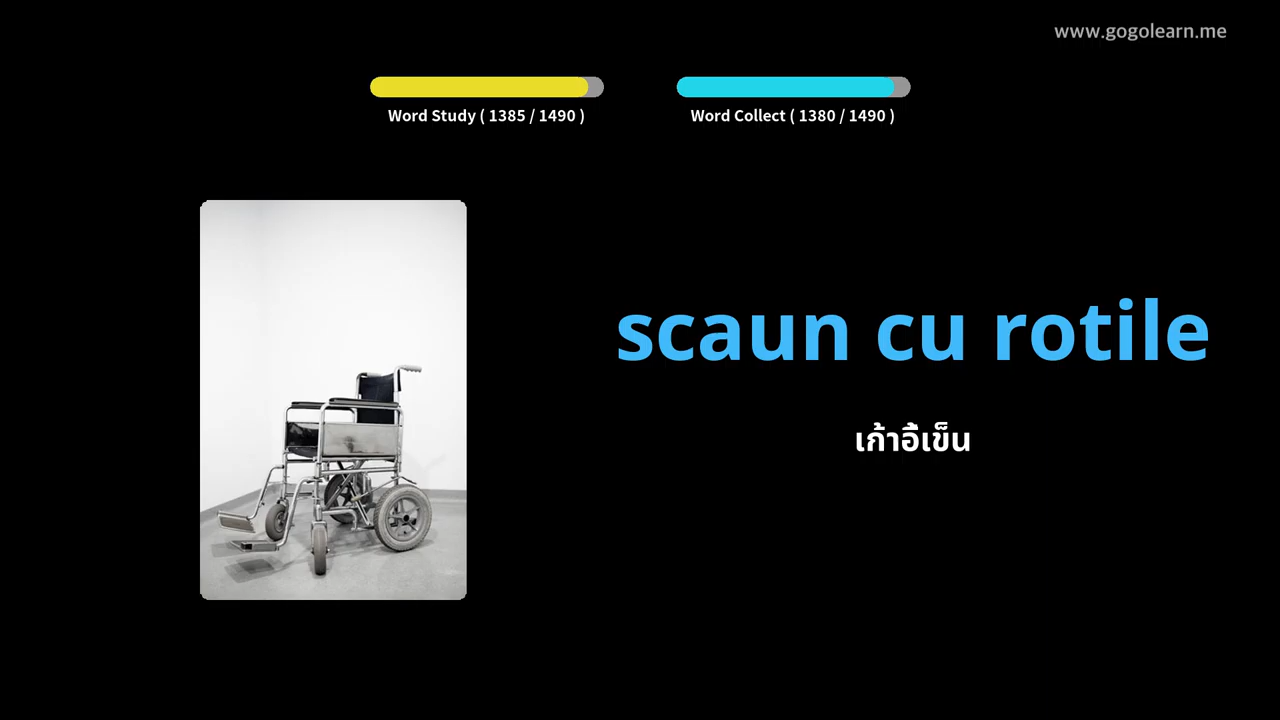 www.gogolearn.me
Word Study ( 1385 / 1490 )
Word Collect ( 1380 / 1490 )
scaun cu rotile
เก้าอี้เข็น